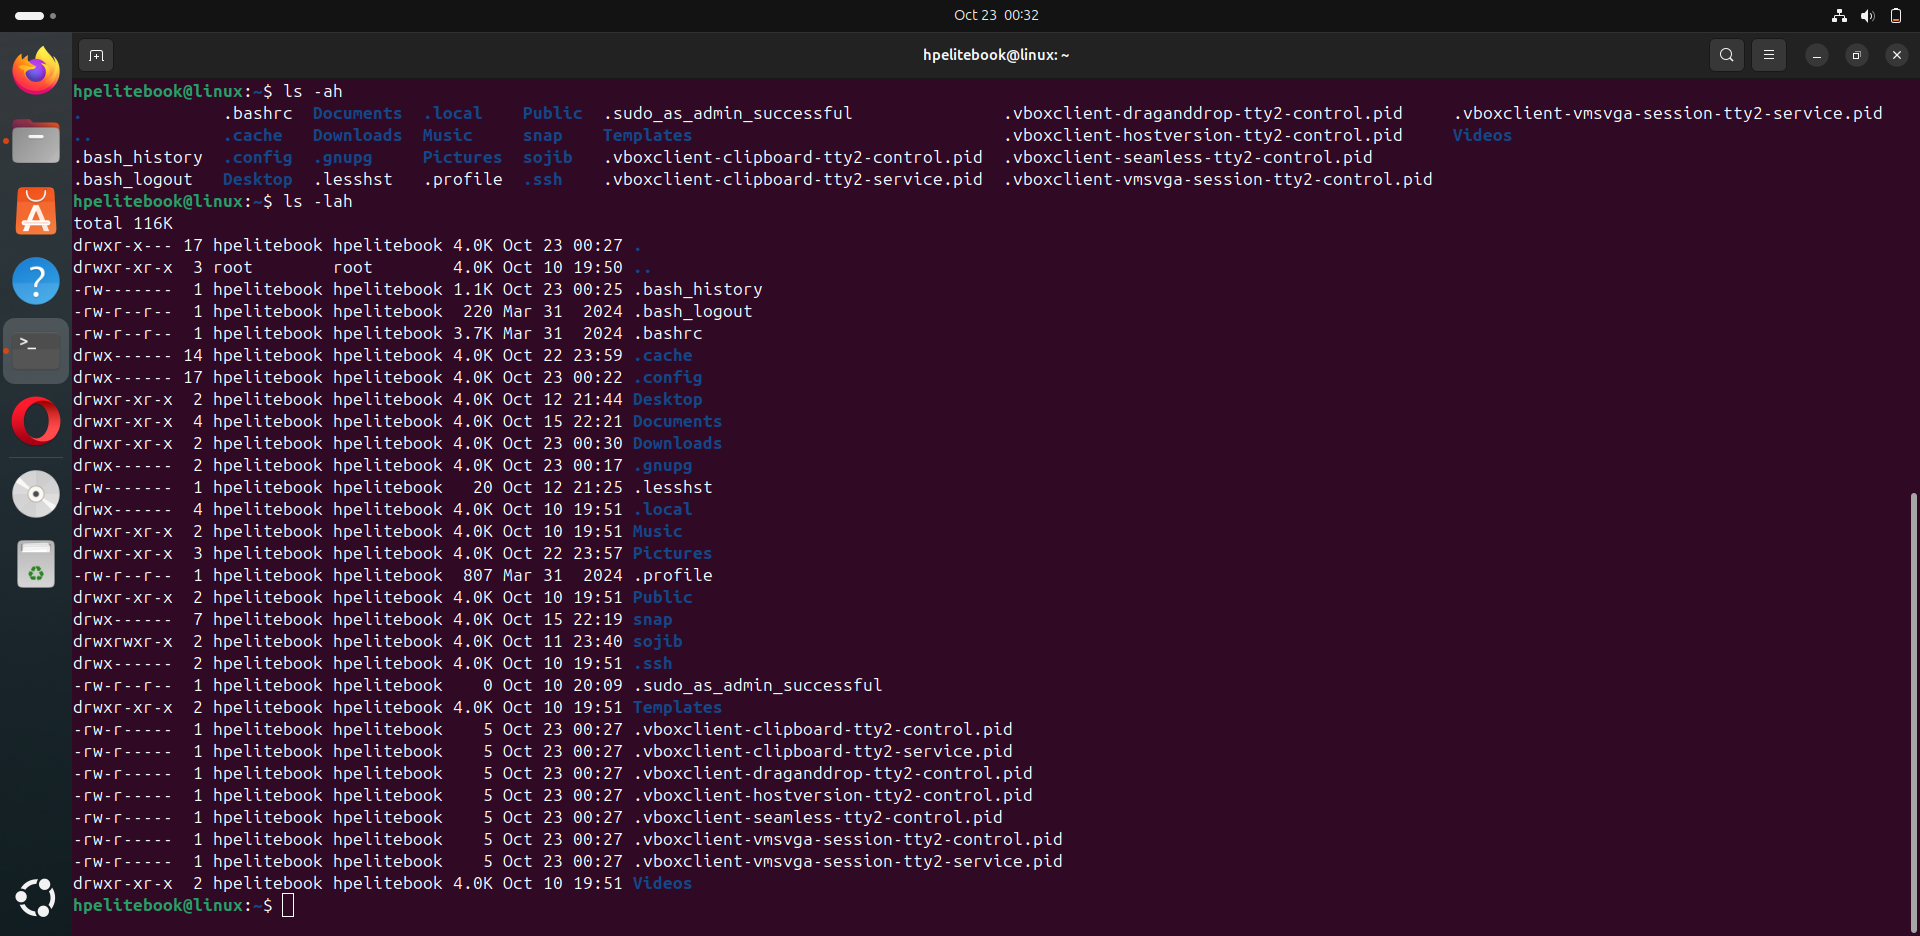 Oct 23 00:32
hpelitebook@linux: ~
hpelitebook@linux:~$ ls -ah
.              .bashrc  Documents  .local    Public  .sudo_as_admin_successful               .vboxclient-draganddrop-tty2-control.pid     .vboxclient-vmsvga-session-tty2-service.pid
..             .cache   Downloads  Music     snap    Templates                               .vboxclient-hostversion-tty2-control.pid     Videos
.bash_history  .config  .gnupg     Pictures  sojib   .vboxclient-clipboard-tty2-control.pid  .vboxclient-seamless-tty2-control.pid
.bash_logout   Desktop  .lesshst   .profile  .ssh    .vboxclient-clipboard-tty2-service.pid  .vboxclient-vmsvga-session-tty2-control.pid
hpelitebook@linux:~$ ls -lah
total 116K
drwxr-x--- 17 hpelitebook hpelitebook 4.0K Oct 23 00:27 .
drwxr-xr-x  3 root        root        4.0K Oct 10 19:50 ..
-rw-------  1 hpelitebook hpelitebook 1.1K Oct 23 00:25 .bash_history
-rw-r--r--  1 hpelitebook hpelitebook  220 Mar 31  2024 .bash_logout
-rw-r--r--  1 hpelitebook hpelitebook 3.7K Mar 31  2024 .bashrc
drwx------ 14 hpelitebook hpelitebook 4.0K Oct 22 23:59 .cache
drwx------ 17 hpelitebook hpelitebook 4.0K Oct 23 00:22 .config
drwxr-xr-x  2 hpelitebook hpelitebook 4.0K Oct 12 21:44 Desktop
drwxr-xr-x  4 hpelitebook hpelitebook 4.0K Oct 15 22:21 Documents
drwxr-xr-x  2 hpelitebook hpelitebook 4.0K Oct 23 00:30 Downloads
drwx------  2 hpelitebook hpelitebook 4.0K Oct 23 00:17 .gnupg
-rw-------  1 hpelitebook hpelitebook   20 Oct 12 21:25 .lesshst
drwx------  4 hpelitebook hpelitebook 4.0K Oct 10 19:51 .local
drwxr-xr-x  2 hpelitebook hpelitebook 4.0K Oct 10 19:51 Music
drwxr-xr-x  3 hpelitebook hpelitebook 4.0K Oct 22 23:57 Pictures
-rw-r--r--  1 hpelitebook hpelitebook  807 Mar 31  2024 .profile
drwxr-xr-x  2 hpelitebook hpelitebook 4.0K Oct 10 19:51 Public
drwx------  7 hpelitebook hpelitebook 4.0K Oct 15 22:19 snap
drwxrwxr-x  2 hpelitebook hpelitebook 4.0K Oct 11 23:40 sojib
drwx------  2 hpelitebook hpelitebook 4.0K Oct 10 19:51 .ssh
-rw-r--r--  1 hpelitebook hpelitebook    0 Oct 10 20:09 .sudo_as_admin_successful
drwxr-xr-x  2 hpelitebook hpelitebook 4.0K Oct 10 19:51 Templates
-rw-r-----  1 hpelitebook hpelitebook    5 Oct 23 00:27 .vboxclient-clipboard-tty2-control.pid
-rw-r-----  1 hpelitebook hpelitebook    5 Oct 23 00:27 .vboxclient-clipboard-tty2-service.pid
-rw-r-----  1 hpelitebook hpelitebook    5 Oct 23 00:27 .vboxclient-draganddrop-tty2-control.pid
-rw-r-----  1 hpelitebook hpelitebook    5 Oct 23 00:27 .vboxclient-hostversion-tty2-control.pid
-rw-r-----  1 hpelitebook hpelitebook    5 Oct 23 00:27 .vboxclient-seamless-tty2-control.pid
-rw-r-----  1 hpelitebook hpelitebook    5 Oct 23 00:27 .vboxclient-vmsvga-session-tty2-control.pid
-rw-r-----  1 hpelitebook hpelitebook    5 Oct 23 00:27 .vboxclient-vmsvga-session-tty2-service.pid
drwxr-xr-x  2 hpelitebook hpelitebook 4.0K Oct 10 19:51 Videos
hpelitebook@linux:~$